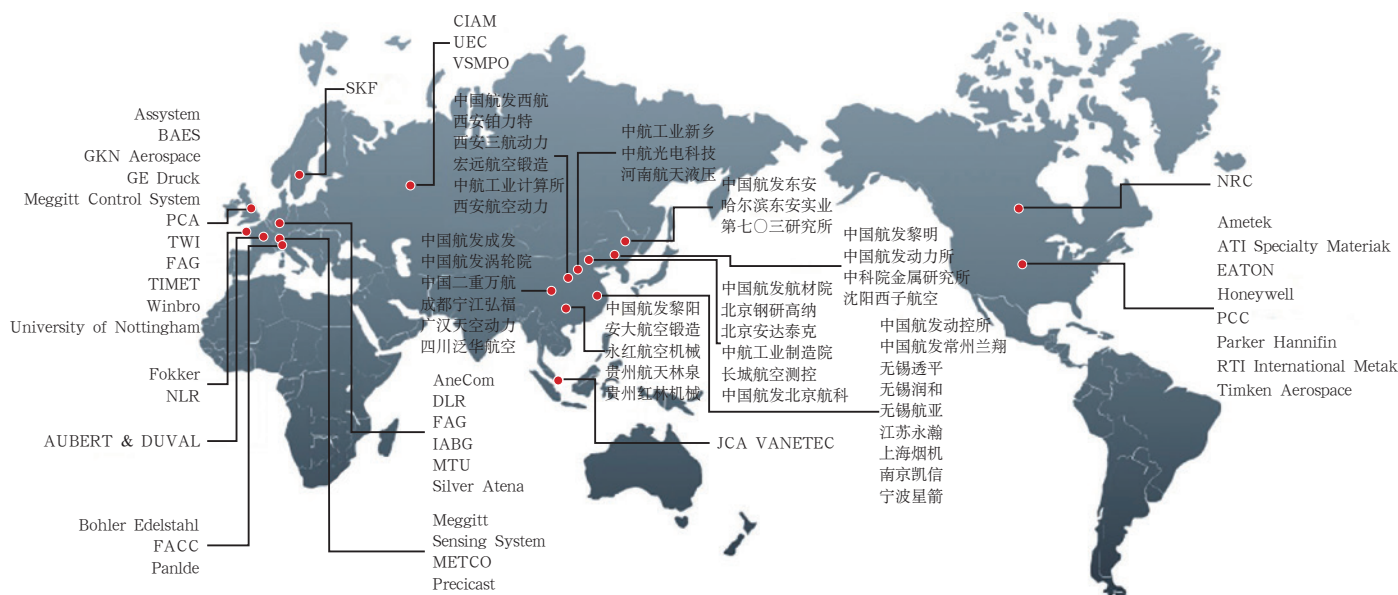 CIAM
UEC
VSMPO
SKF
Assystem
BAES
GKN Aerospace
GE Druck
Meggitt Control System
PCA
TWI
FAG
TIMET
Winbro
University of Nottingham
Fokker
NLR
AUBERT & DUVAL
Bohler Edelstahl
FACC
Panlde
中国航发西航
西安铂力特
西安三航动力
宏远航空锻造
中航工业计算所
西安航空动力
中航工业新乡
中航光电科技
河南航天液压
中国航发东安
哈尔滨东安实业
第七〇三研究所
中国航发黎明
中国航发动力所
中科院金属研究所
沈阳西子航空
中国航发成发
中国航发涡轮院
中国二重万航
成都宁江弘福
广汉天空动力
四川泛华航空
中国航发黎阳
安大航空锻造
永红航空机械
贵州航天林泉
贵州红林机械
中国航发航材院
北京钢研高纳
北京安达泰克
中航工业制造院
长城航空测控
中国航发北京航科
中国航发动控所
中国航发常州兰翔
无锡透平
无锡润和
无锡航亚
江苏永瀚
上海烟机
南京凯信
宁波星箭
AneCom
DLR
FAG
IABG
MTU
Silver Atena
Meggitt
Sensing System
METCO
Precicast
JCA VANETEC
NRC
Ametek
ATI Specialty Materiak
EATON
Honeywell
PCC
Parker Hannifin
RTI International Metak
Timken Aerospace